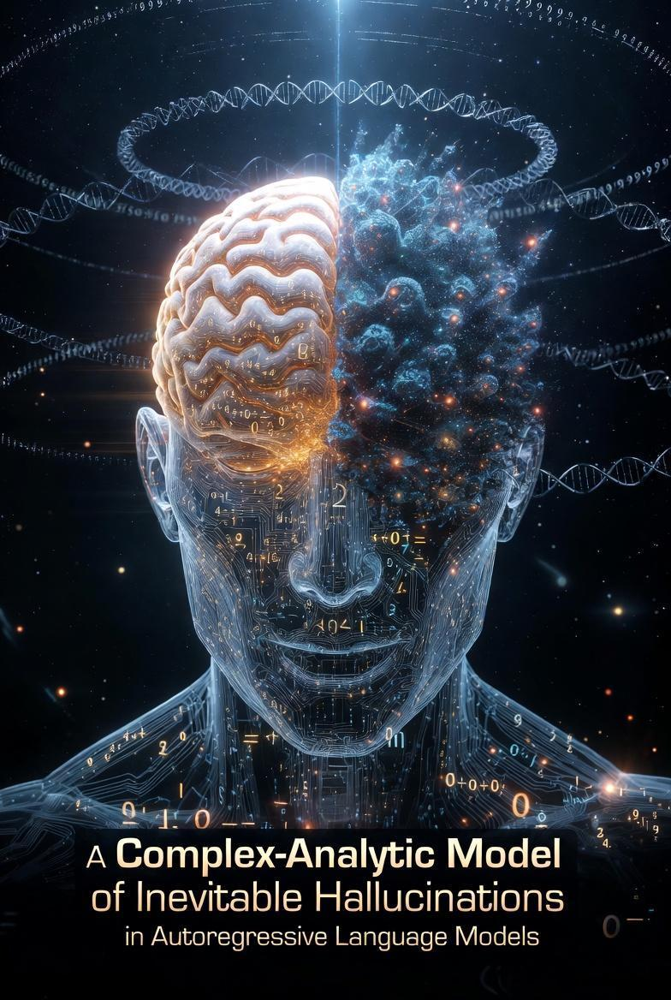 A Complex-Analytic Model
of Inevitable Hallucinations
in Autoregressive Language Models